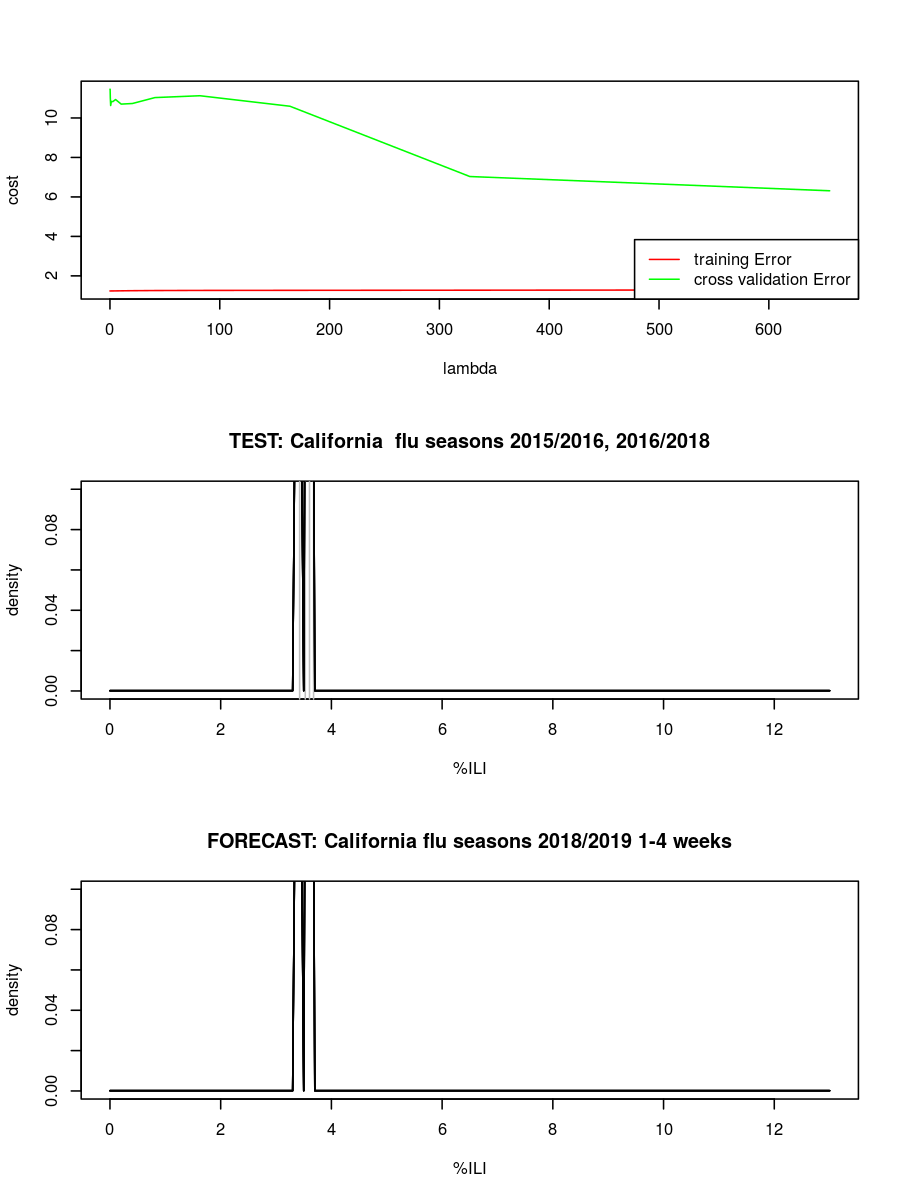 cost
10
8
6
4
2
training Error
cross validation Error
0 100 200 300 400 500 600
lambda
TEST: California  flu seasons 2015/2016, 2016/2018
density
0.08
0.04
0.00
0 2 4 6 8 10 12
%ILI
FORECAST: California flu seasons 2018/2019 1-4 weeks
density
0.08
0.04
0.00
0 2 4 6 8 10 12
%ILI